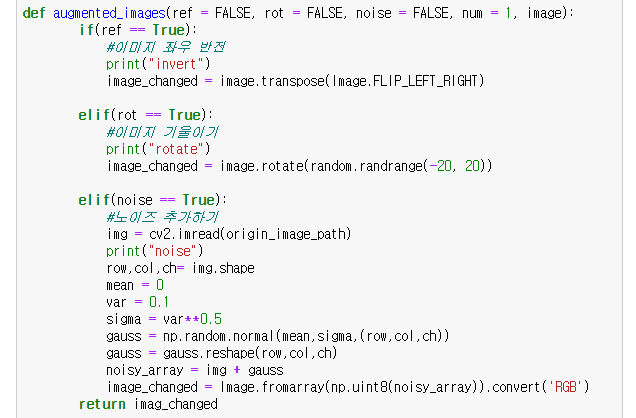 def augmented_images(ref = FALSE, rot = FALSE, noise = FALSE, num = 1, image):
if(ref == True):
#이미지 좌우 반전
print("invert")
image_changed = image.transpose(Image.FLIP_LEFT_RIGHT)
elif(rot == True):
#이미지 기울이기
print("rotate")
image_changed = image.rotate(random.randrange(-20, 20))
elif(noise == True):
#노이즈 추가하기
img = cv2.imread(origin_image_path)
print("noise")
row,col,ch= img.shape
mean = 0
var = 0.1
sigma = var**0.5
gauss = np.random.normal(mean,sigma,(row,col,ch))
gauss = gauss.reshape(row,col,ch)
noisy_array = img + gauss
image_changed = Image.fromarray(np.uint8(noisy_array)).convert('RGB')
return imag_changed